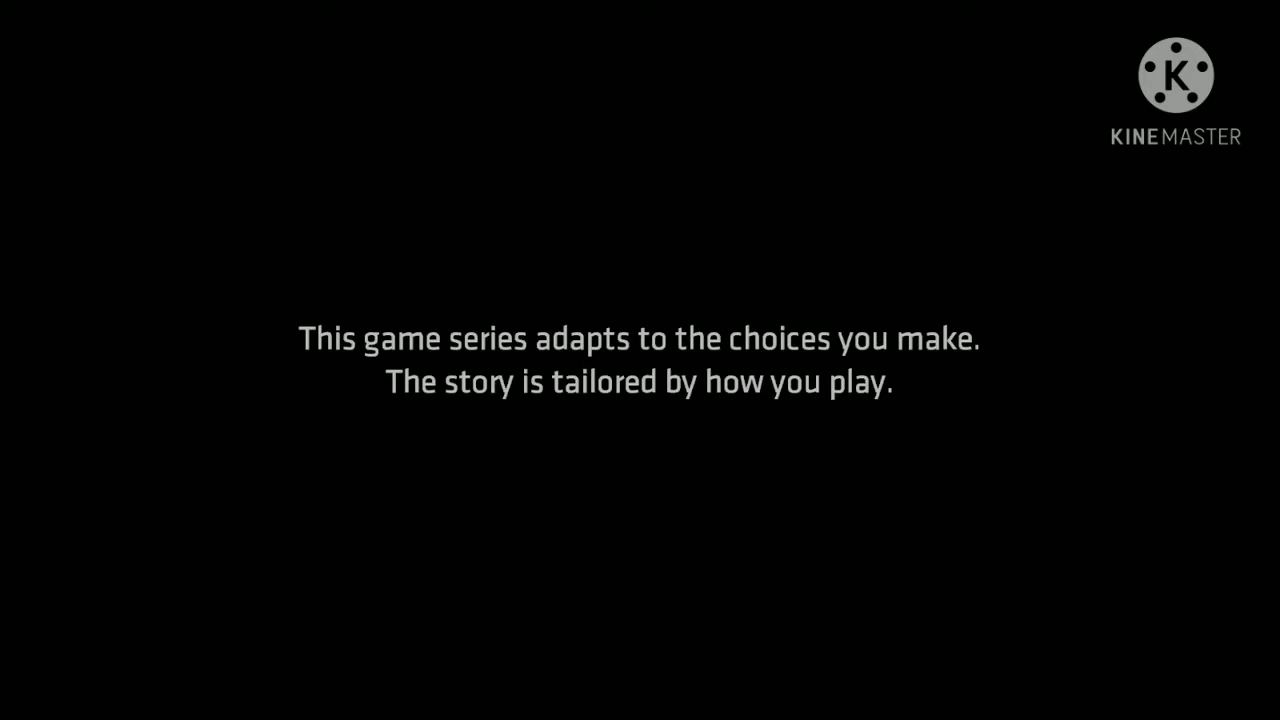 K
KINEMASTER
This game series adapts to the choices you make.
The story is tailored by how you play.